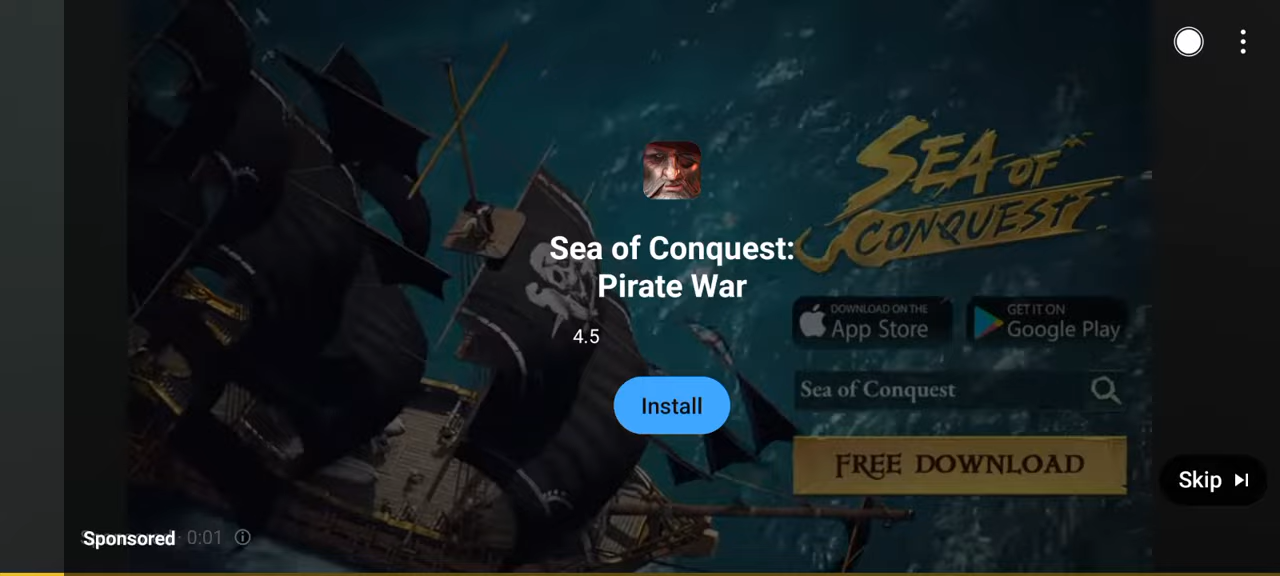 SEA OF
CONQUEST
Sea of Conquest:
Pirate War
DOWNLOAD ON THE
App Store
GET IT ON
Google Play
4.5
Sea of Conquest
Install
FREE DOWNLOAD
Skip
Sponsored 0:01